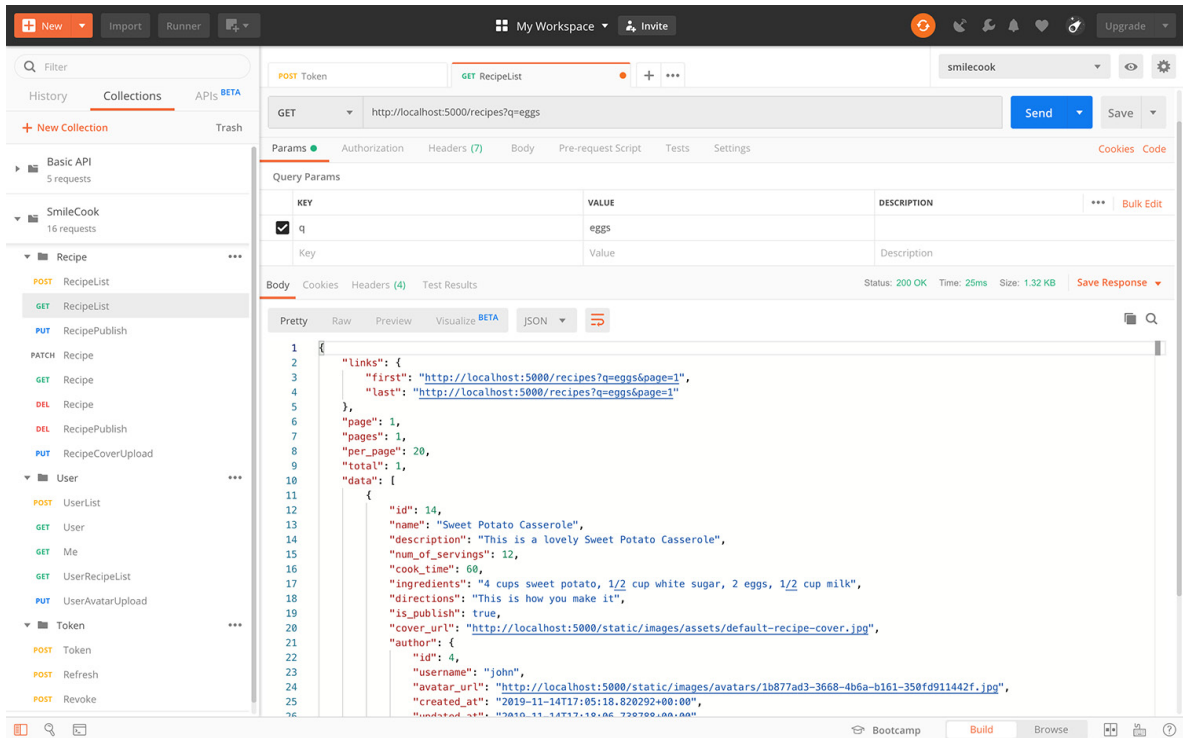 New Import Runner My Workspace Invite Upgrade
Filter
History Collections APIs BETA
+ New Collection Trash
Basic API
5 requests
SmileCook
16 requests
Recipe
POST RecipeList
GET RecipeList
PUT RecipePublish
PATCH Recipe
GET Recipe
DEL Recipe
DEL RecipePublish
PUT RecipeCoverUpload
User
POST UserList
GET User
GET Me
GET UserRecipeList
PUT UserAvatarUpload
Token
POST Token
POST Refresh
POST Revoke
POST Token GET RecipeList + ••• smilecook
GET http://localhost:5000/recipes?q=eggs Send Save
Params Authorization Headers (7) Body Pre-request Script Tests Settings Cookies Code
Query Params
KEY VALUE DESCRIPTION ••• Bulk Edit
q eggs
Key Value Description
Body Cookies Headers (4) Test Results Status: 200 OK Time: 25ms Size: 1.32 KB Save Response
Pretty Raw Preview Visualize BETA JSON
1 {
2 "links": {
3 "first": "http://localhost:5000/recipes?q=eggs&page=1",
4 "last": "http://localhost:5000/recipes?q=eggs&page=1"
5 },
6 "page": 1,
7 "pages": 1,
8 "per_page": 20,
9 "total": 1,
10 "data": [
11 {
12 "id": 14,
13 "name": "Sweet Potato Casserole",
14 "description": "This is a lovely Sweet Potato Casserole",
15 "num_of_servings": 12,
16 "cook_time": 60,
17 "ingredients": "4 cups sweet potato, 1/2 cup white sugar, 2 eggs, 1/2 cup milk",
18 "directions": "This is how you make it",
19 "is_publish": true,
20 "cover_url": "http://localhost:5000/static/images/assets/default-recipe-cover.jpg",
21 "author": {
22 "id": 4,
23 "username": "john",
24 "avatar_url": "http://localhost:5000/static/images/avatars/1b877ad3-3668-4b6a-b161-350fd911442f.jpg",
25 "created_at": "2019-11-14T17:05:18.820292+00:00",
26 "updated_at": "2019-11-14T17:18:06.738788+00:00",
Bootcamp Build Browse